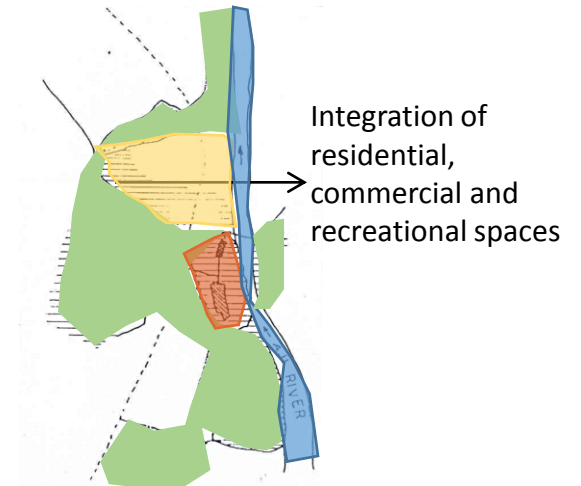 Integration of
residential,
commercial and
recreational spaces
RIVER